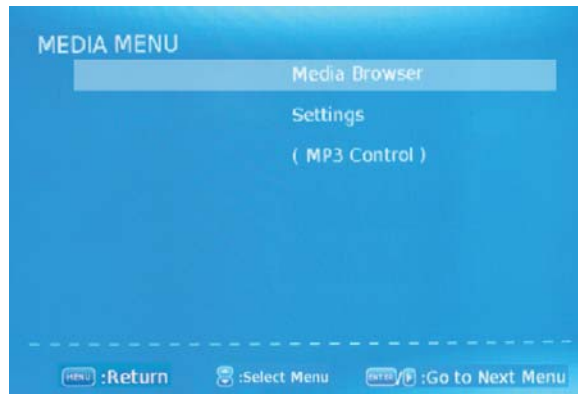 MEDIA MENU
Media Browser
Settings
( MP3 Control )
MENU :Return :Select Menu ENTER/ :Go to Next Menu